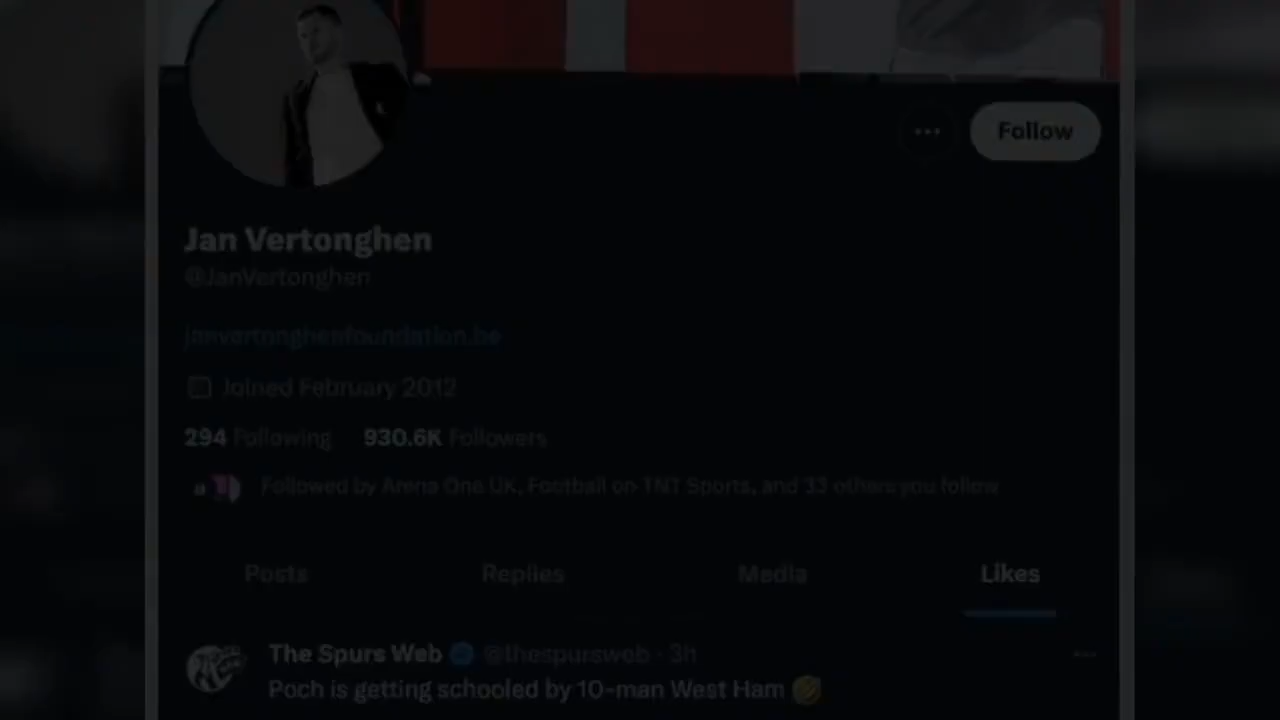 Follow
Jan Vertonghen
@JanVertonghen
janvertonghenfoundation.be
Joined February 2012
294 Following 930.6K Followers
Followed by Arena One UK, Football on TNT Sports, and 33 others you follow
Posts Replies Media Likes
The Spurs Web @thespursweb · 3h
Poch is getting schooled by 10-man West Ham 🤣